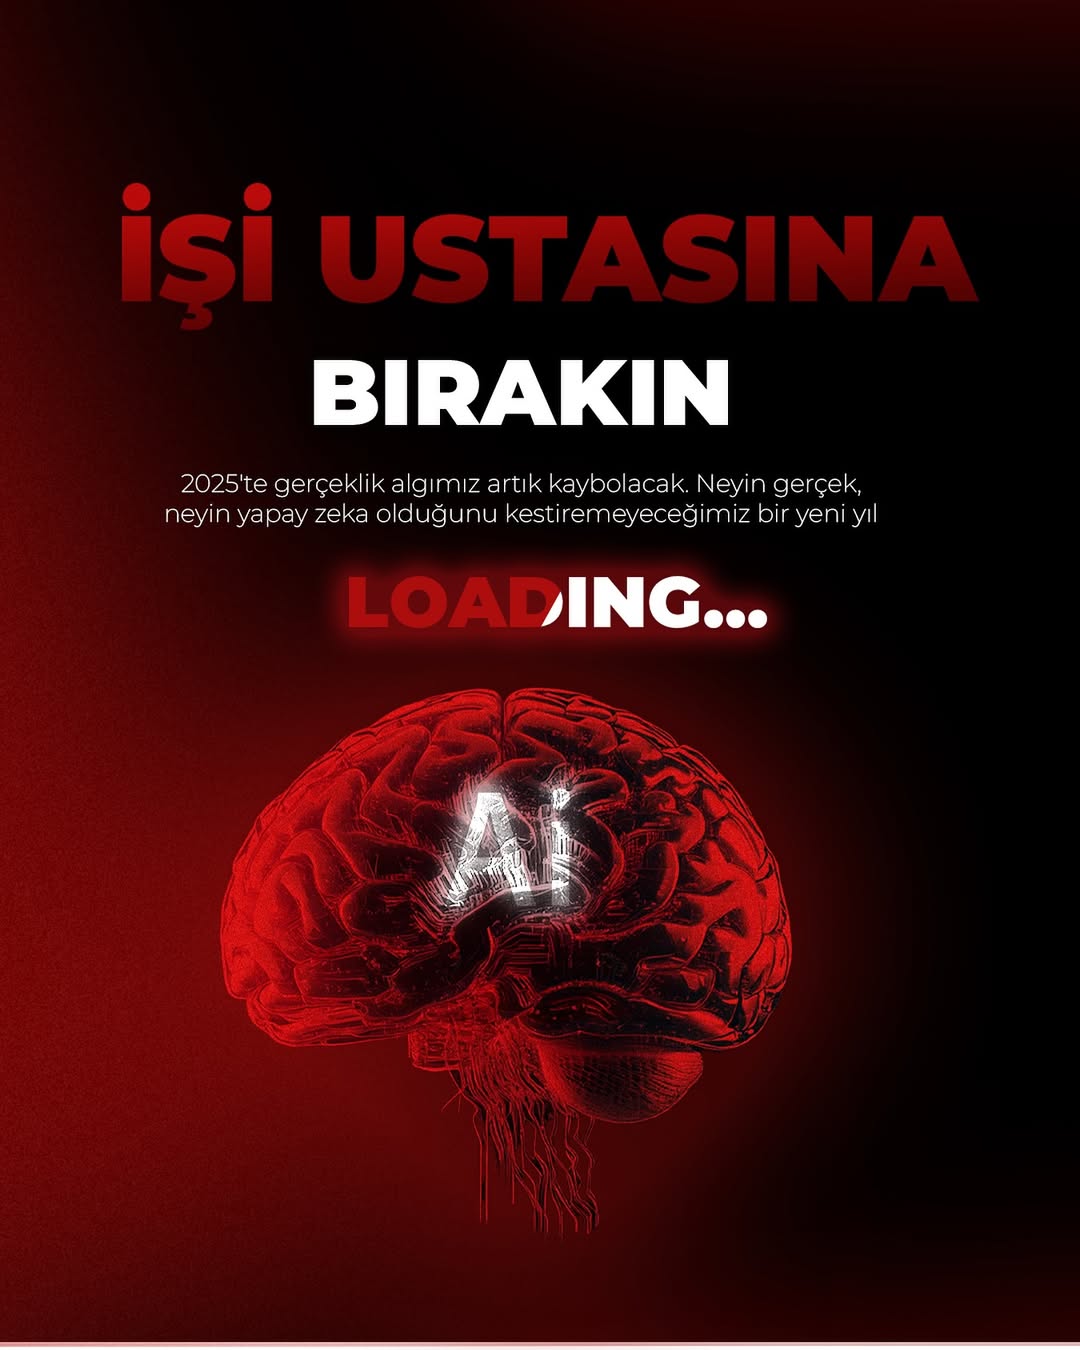 İŞİ USTASINA
BIRAKIN
2025'te gerçeklik algımız artık kaybolacak. Neyin gerçek,
neyin yapay zeka olduğunu kestiremeyeceğimiz bir yeni yıl
LOADING...
Ai